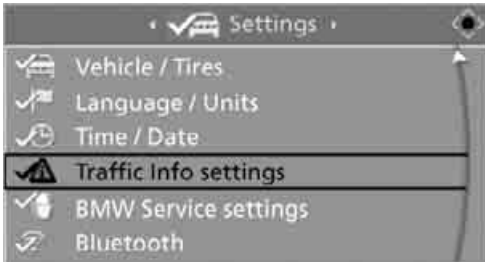 Settings
Vehicle / Tires
Language / Units
Time / Date
Traffic Info settings
BMW Service settings
Bluetooth